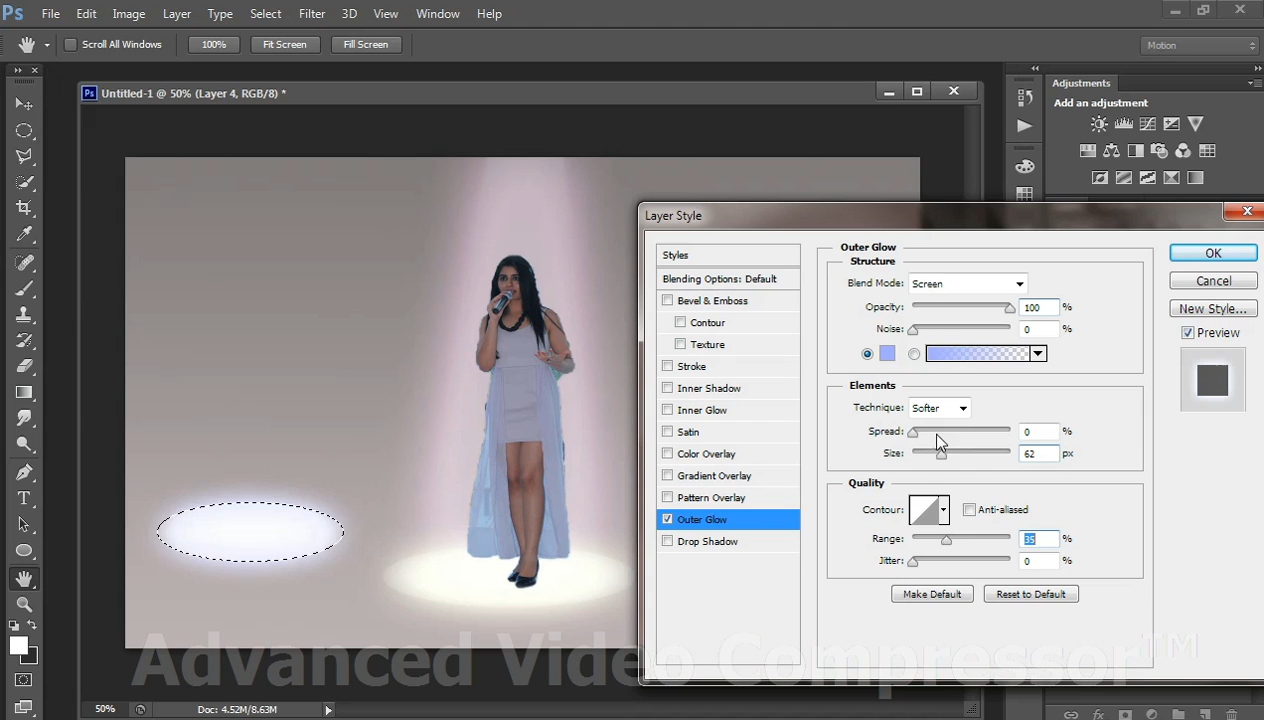 Ps File Edit Image Layer Type Select Filter 3D View Window Help
Scroll All Windows 100% Fit Screen Fill Screen Motion
Ps Untitled-1 @ 50% (Layer 4, RGB/8) *
Adjustments
Add an adjustment
Layer Style
Styles
Blending Options: Default
Bevel & Emboss
Contour
Texture
Stroke
Inner Shadow
Inner Glow
Satin
Color Overlay
Gradient Overlay
Pattern Overlay
Outer Glow
Drop Shadow
Outer Glow
Structure
Blend Mode: Screen
Opacity: 100 %
Noise: 0 %
Elements
Technique: Softer
Spread: 0 %
Size: 62 px
Quality
Contour: Anti-aliased
Range: 35 %
Jitter: 0 %
Make Default Reset to Default
OK
Cancel
New Style...
Preview
Advanced Video Compressor™
50% Doc: 4.52M/8.63M
fx